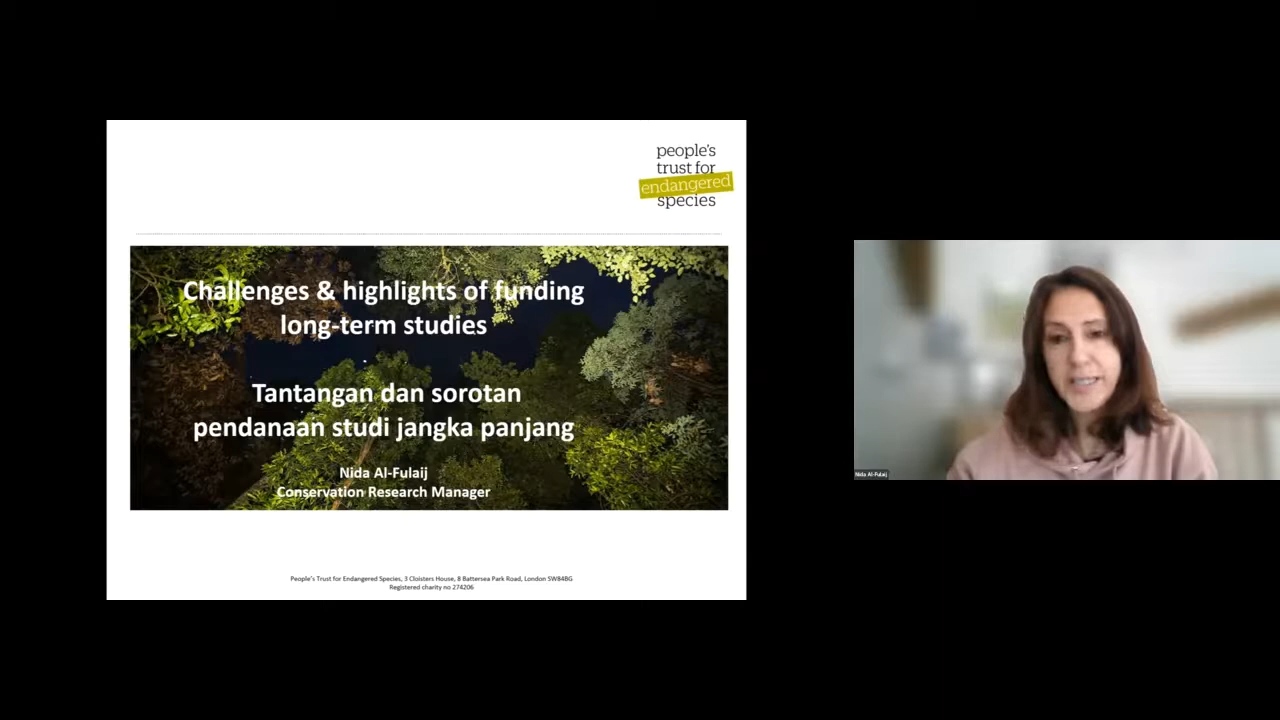 people's
trust for
endangered
species
Challenges & highlights of funding
long-term studies
Tantangan dan sorotan
pendanaan studi jangka panjang
Nida Al-Fulaij
Conservation Research Manager
People's Trust for Endangered Species, 3 Cloisters House, 8 Battersea Park Road, London SW84BG
Registered charity no 274206
Nida Al-Fulaij